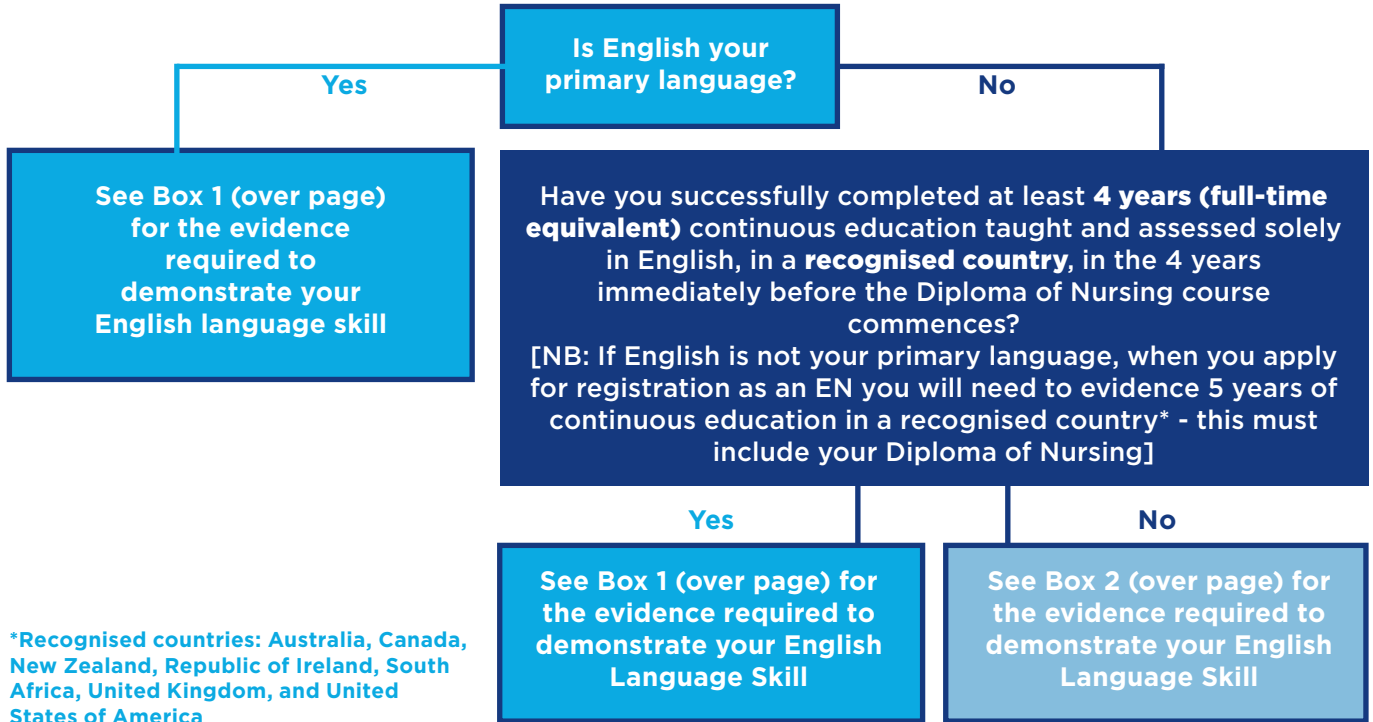 Is English your
primary language?
Yes
No
See Box 1 (over page)
for the evidence
required to
demonstrate your
English language skill
Have you successfully completed at least 4 years (full-time
equivalent) continuous education taught and assessed solely
in English, in a recognised country, in the 4 years
immediately before the Diploma of Nursing course
commences?
[NB: If English is not your primary language, when you apply
for registration as an EN you will need to evidence 5 years of
continuous education in a recognised country* - this must
include your Diploma of Nursing]
Yes
No
See Box 1 (over page) for
the evidence required to
demonstrate your English
Language Skill
See Box 2 (over page) for
the evidence required to
demonstrate your English
Language Skill
*Recognised countries: Australia, Canada,
New Zealand, Republic of Ireland, South
Africa, United Kingdom, and United
States of America